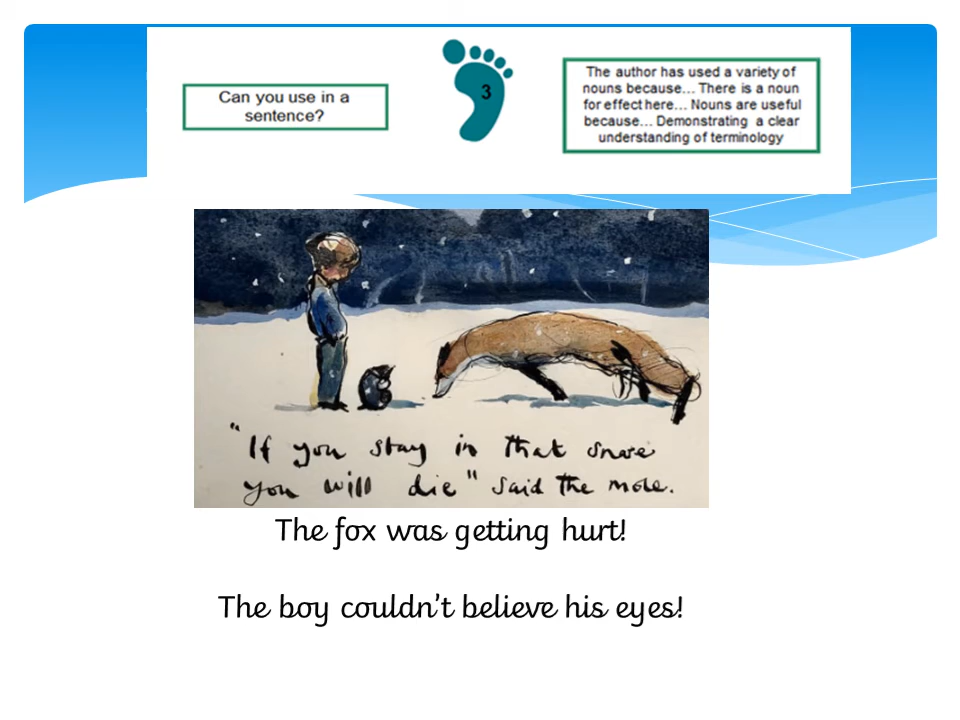 Can you use in a
sentence?
3
The author has used a variety of
nouns because... There is a noun
for effect here... Nouns are useful
because... Demonstrating a clear
understanding of terminology
"If you stay in that snare
you will die" said the mole.
The fox was getting hurt!
The boy couldn't believe his eyes!